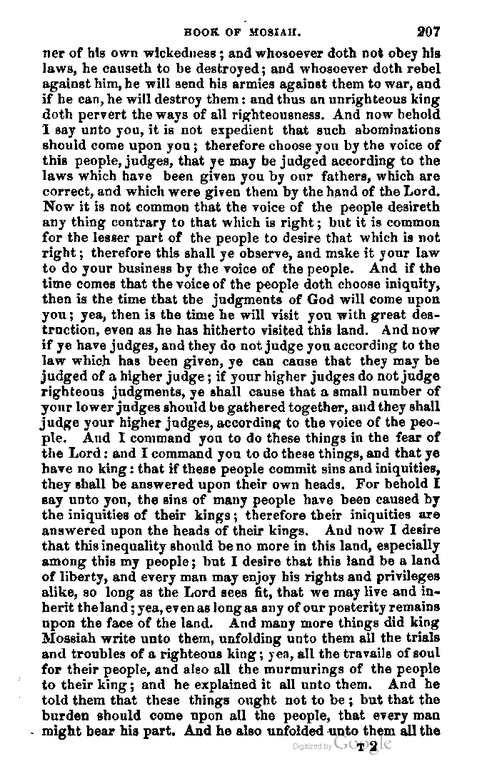 BOOK OF MOSIAH. 207
ner of his own wickedness; and whosoever doth not obey his
laws, he causeth to be destroyed; and whosoever doth rebel
against him, he will send his armies against them to war, and
if he can, he will destroy them: and thus an unrighteous king
doth pervert the ways of all righteousness. And now behold
I say unto you, it is not expedient that such abominations
should come upon you; therefore choose you by the voice of
this people, judges, that ye may be judged according to the
laws which have been given you by our fathers, which are
correct, and which were given them by the hand of the Lord.
Now it is not common that the voice of the people desireth
any thing contrary to that which is right; but it is common
for the lesser part of the people to desire that which is not
right; therefore this shall ye observe, and make it your law
to do your business by the voice of the people. And if the
time comes that the voice of the people doth choose iniquity,
then is the time that the judgments of God will come upon
you; yea, then is the time he will visit you with great des-
truction, even as he has hitherto visited this land. And now
if ye have judges, and they do not judge you according to the
law which has been given, ye can cause that they may be
judged of a higher judge; if your higher judges do not judge
righteous judgments, ye shall cause that a small number of
your lower judges should be gathered together, and they shall
judge your higher judges, according to the voice of the peo-
ple. And I command you to do these things in the fear of
the Lord: and I command you to do these things, and that ye
have no king: that if these people commit sins and iniquities,
they shall be answered upon their own heads. For behold I
say unto you, the sins of many people have been caused by
the iniquities of their kings; therefore their iniquities are
answered upon the heads of their kings. And now I desire
that this inequality should be no more in this land, especially
among this my people; but I desire that this land be a land
of liberty, and every man may enjoy his rights and privileges
alike, so long as the Lord sees fit, that we may live and in-
herit the land; yea, even as long as any of our posterity remains
upon the face of the land. And many more things did king
Mossiah write unto them, unfolding unto them all the trials
and troubles of a righteous king; yea, all the travails of soul
for their people, and also all the murmurings of the people
to their king; and he explained it all unto them. And he
told them that these things ought not to be; but that the
burden should come upon all the people, that every man
might bear his part. And he also unfolded unto them all the
Digitized by Google
T 2